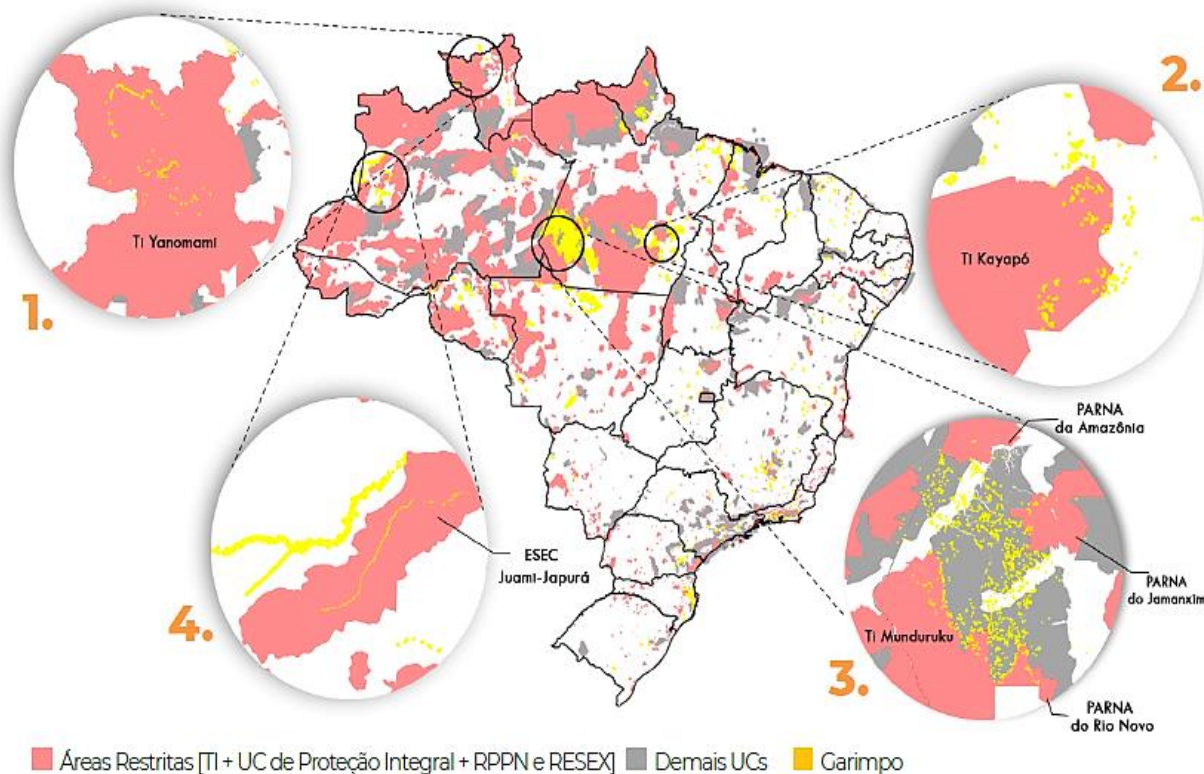 1.
Ti Yanomami
2.
Ti Kayapó
3.
PARNA
da Amazônia
PARNA
do Jamanxim
Ti Munduruku
PARNA
do Rio Novo
4.
ESEC
Juami-Japurá
Áreas Restritas [TI + UC de Proteção Integral + RPPN e RESEX]
Demais UCs
Garimpo